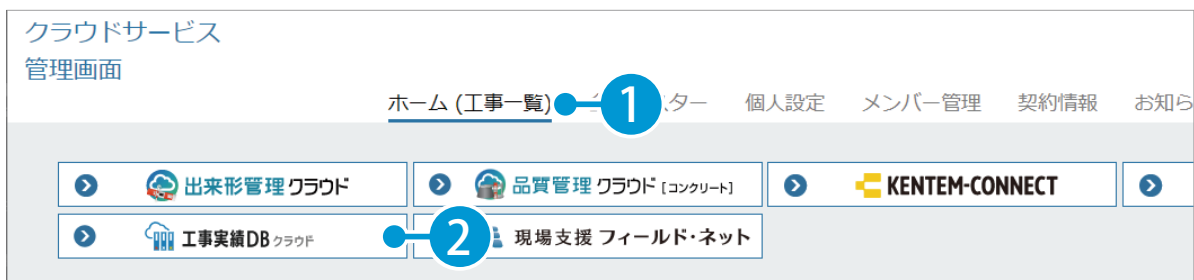 クラウドサービス
管理画面
ホーム (工事一覧) 1 スター 個人設定 メンバー管理 契約情報 お知ら
出来形管理クラウド 品質管理 クラウド [コンクリート] KENTEM-CONNECT
工事実績DB クラウド 2 現場支援 フィールド・ネット